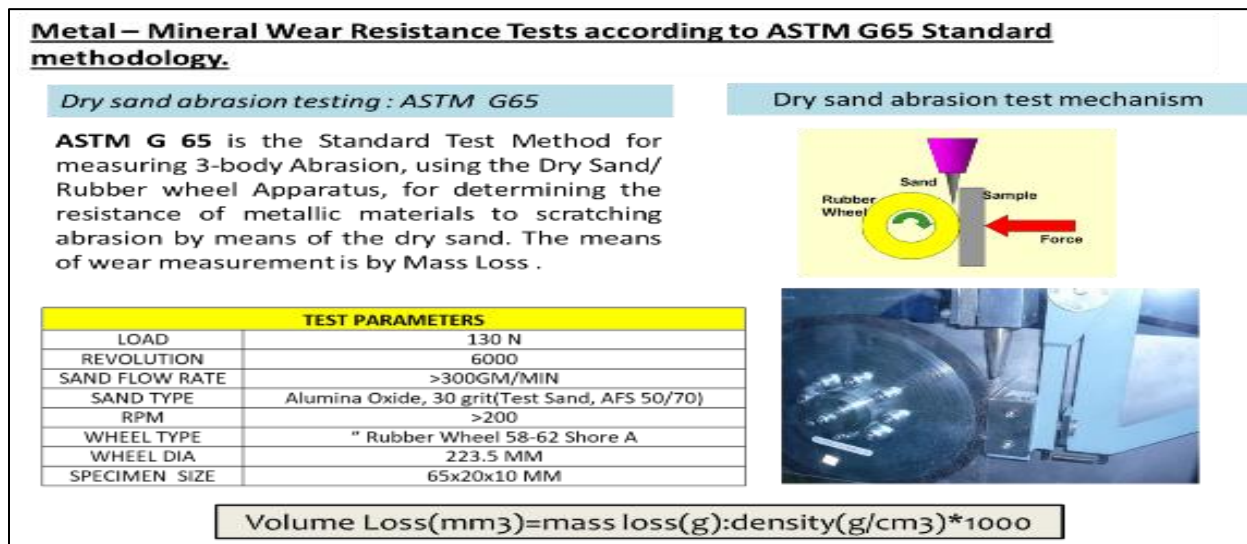 Metal – Mineral Wear Resistance Tests according to ASTM G65 Standard
methodology.
Dry sand abrasion testing : ASTM G65
ASTM G 65 is the Standard Test Method for
measuring 3-body Abrasion, using the Dry Sand/
Rubber wheel Apparatus, for determining the
resistance of metallic materials to scratching
abrasion by means of the dry sand. The means
of wear measurement is by Mass Loss .
TEST PARAMETERS
LOAD 130 N
REVOLUTION 6000
SAND FLOW RATE >300GM/MIN
SAND TYPE Alumina Oxide, 30 grit(Test Sand, AFS 50/70)
RPM >200
WHEEL TYPE " Rubber Wheel 58-62 Shore A
WHEEL DIA 223.5 MM
SPECIMEN SIZE 65x20x10 MM
Dry sand abrasion test mechanism
Sand
Sample
Rubber
Wheel
Force
Volume Loss(mm3)=mass loss(g):density(g/cm3)*1000